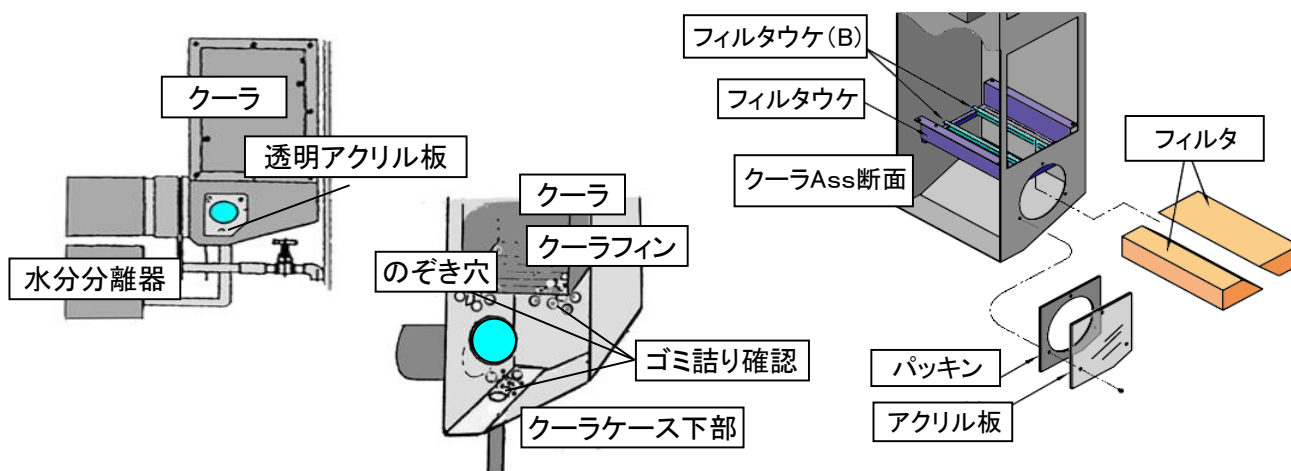 クーラ
透明アクリル板
水分分離器
クーラ
クーラフィン
のぞき穴
ゴミ詰り確認
クーラケース下部
フィルタウケ(B)
フィルタウケ
クーラAss断面
フィルタ
パッキン
アクリル板